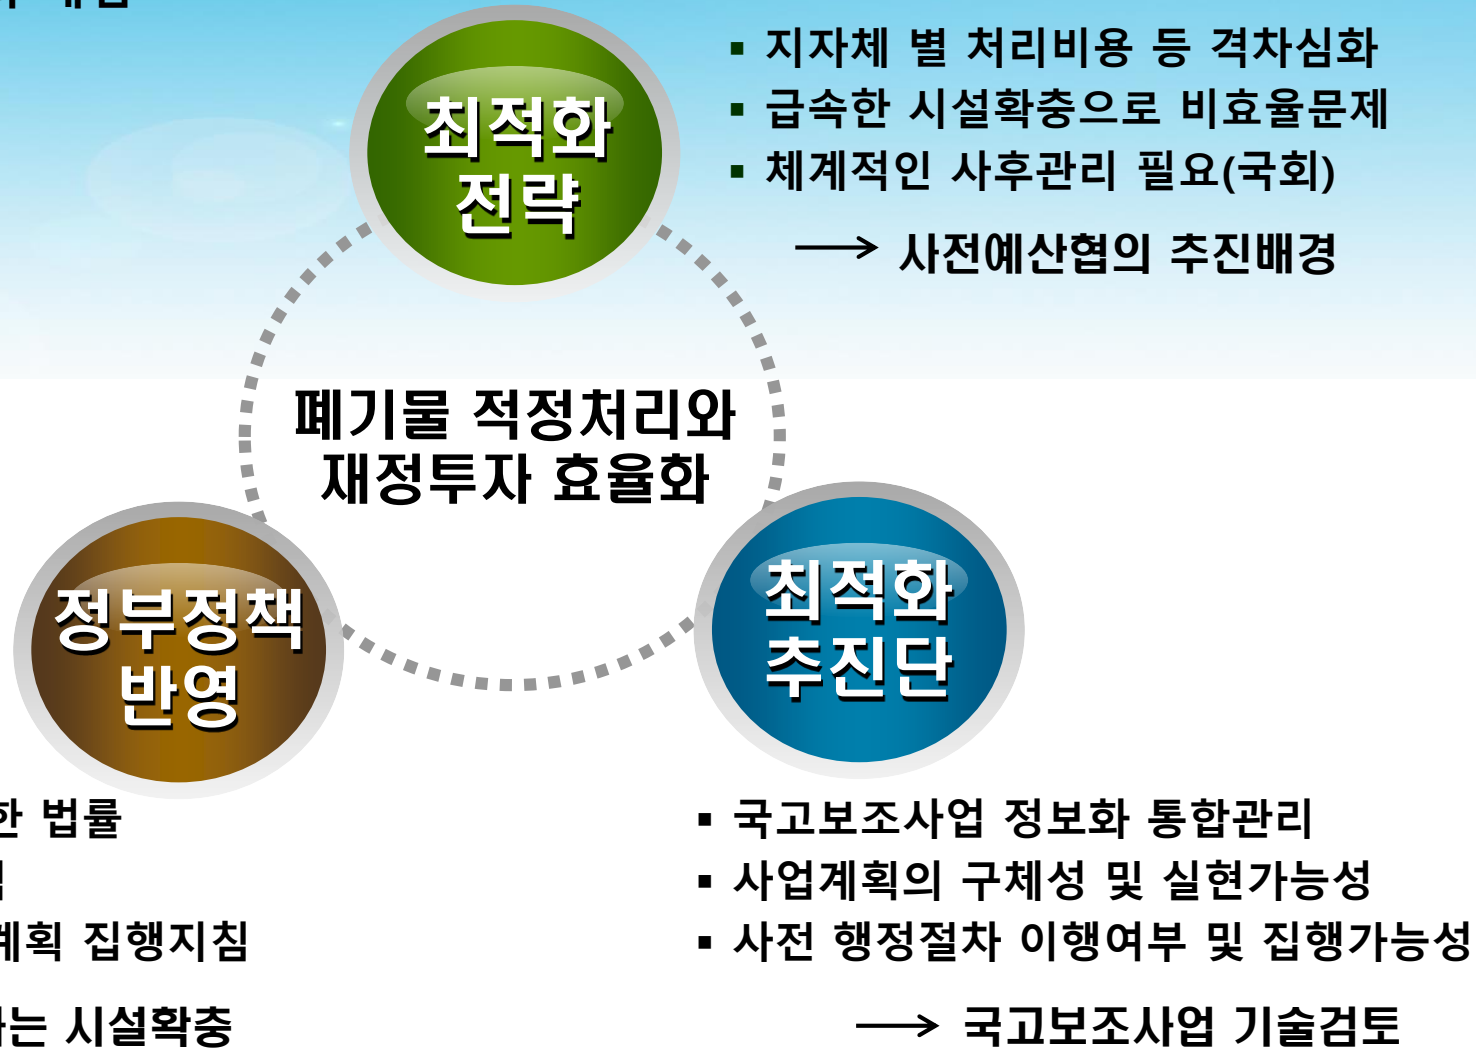 ▪ 지자체 별 처리비용 등 격차심화
▪ 급속한 시설확충으로 비효율문제
▪ 체계적인 사후관리 필요(국회)
→ 사전예산협의 추진배경
최적화
전략
폐기물 적정처리와
재정투자 효율화
정부정책
반영
최적화
추진단
한 법률
계획 집행지침
하는 시설확충
▪ 국고보조사업 정보화 통합관리
▪ 사업계획의 구체성 및 실현가능성
▪ 사전 행정절차 이행여부 및 집행가능성
→ 국고보조사업 기술검토